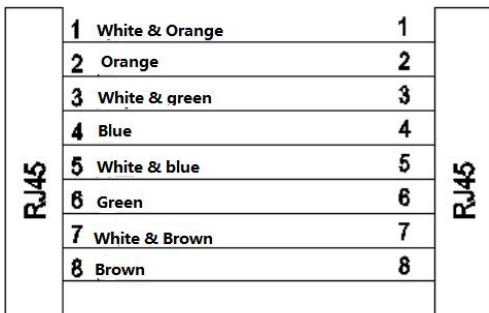 1 White & Orange 1
2 Orange 2
3 White & green 3
4 Blue 4
5 White & blue 5
6 Green 6
7 White & Brown 7
8 Brown 8
RJ45
RJ45